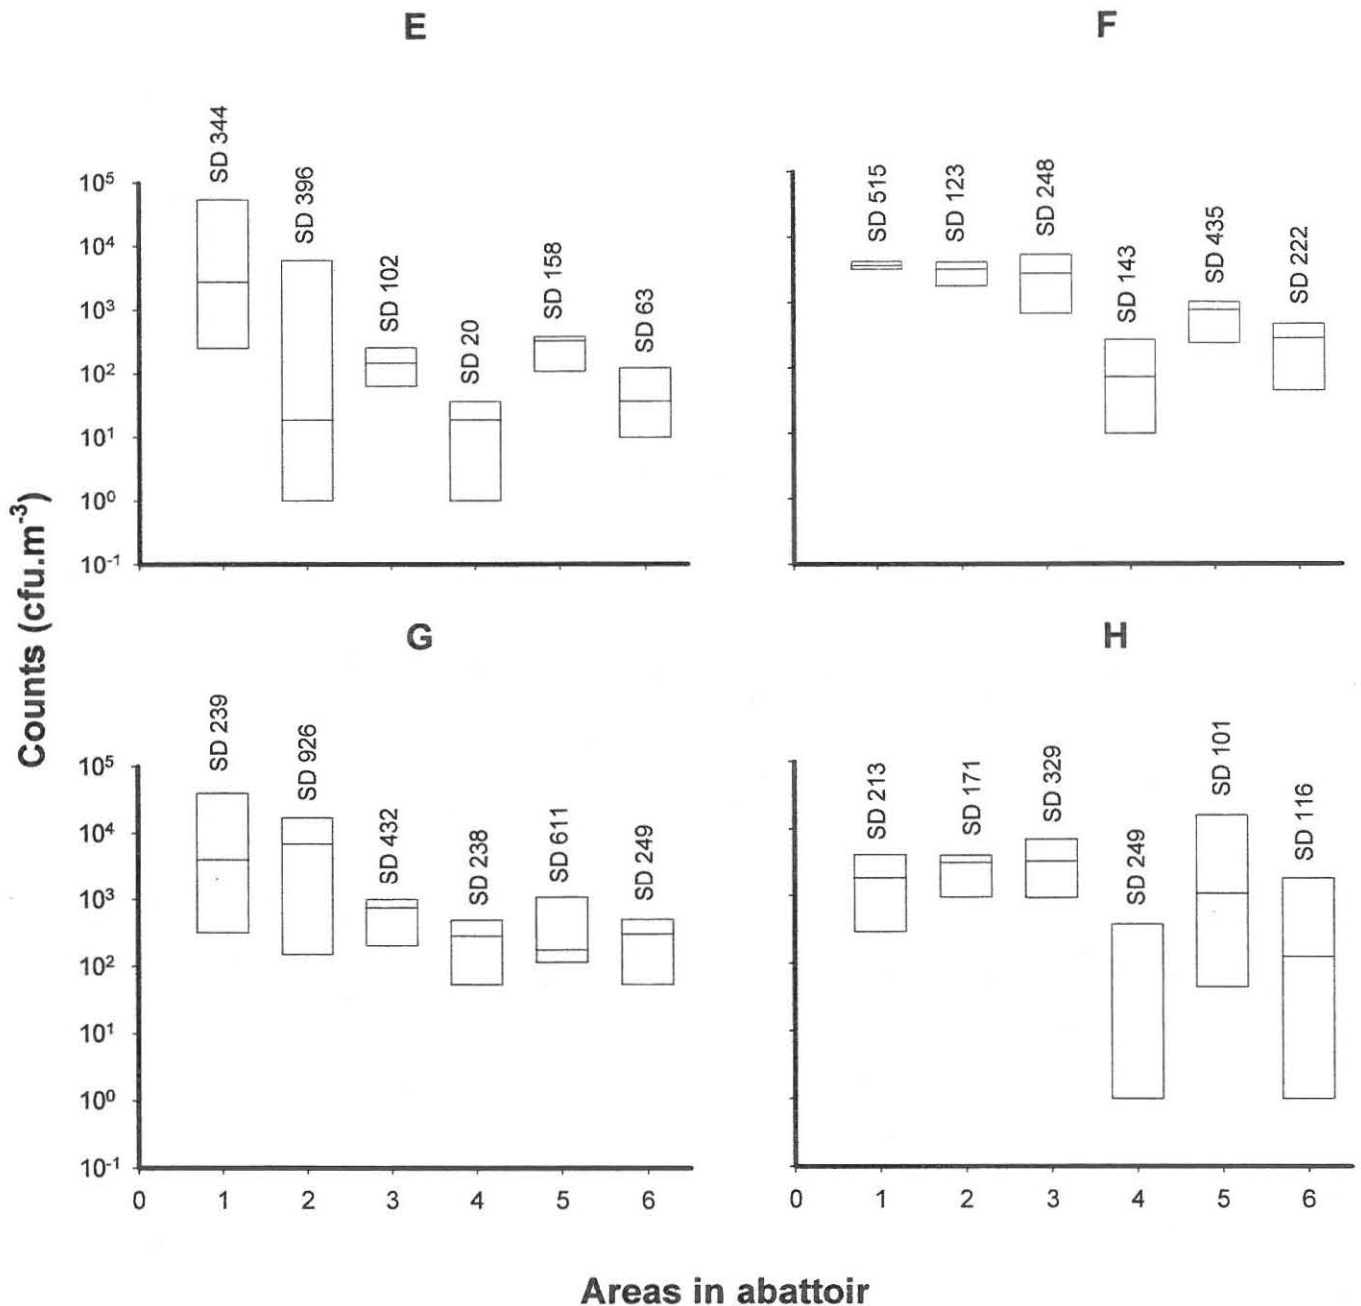 E
F
SD 344
SD 396
SD 102
SD 20
SD 158
SD 63
SD 515
SD 123
SD 248
SD 143
SD 435
SD 222
10⁵
10⁴
10³
10²
10¹
10⁰
10⁻¹
Counts (cfu.m⁻³)
G
H
SD 239
SD 926
SD 432
SD 238
SD 611
SD 249
SD 213
SD 171
SD 329
SD 249
SD 101
SD 116
10⁵
10⁴
10³
10²
10¹
10⁰
10⁻¹
0 1 2 3 4 5 6
0 1 2 3 4 5 6
Areas in abattoir